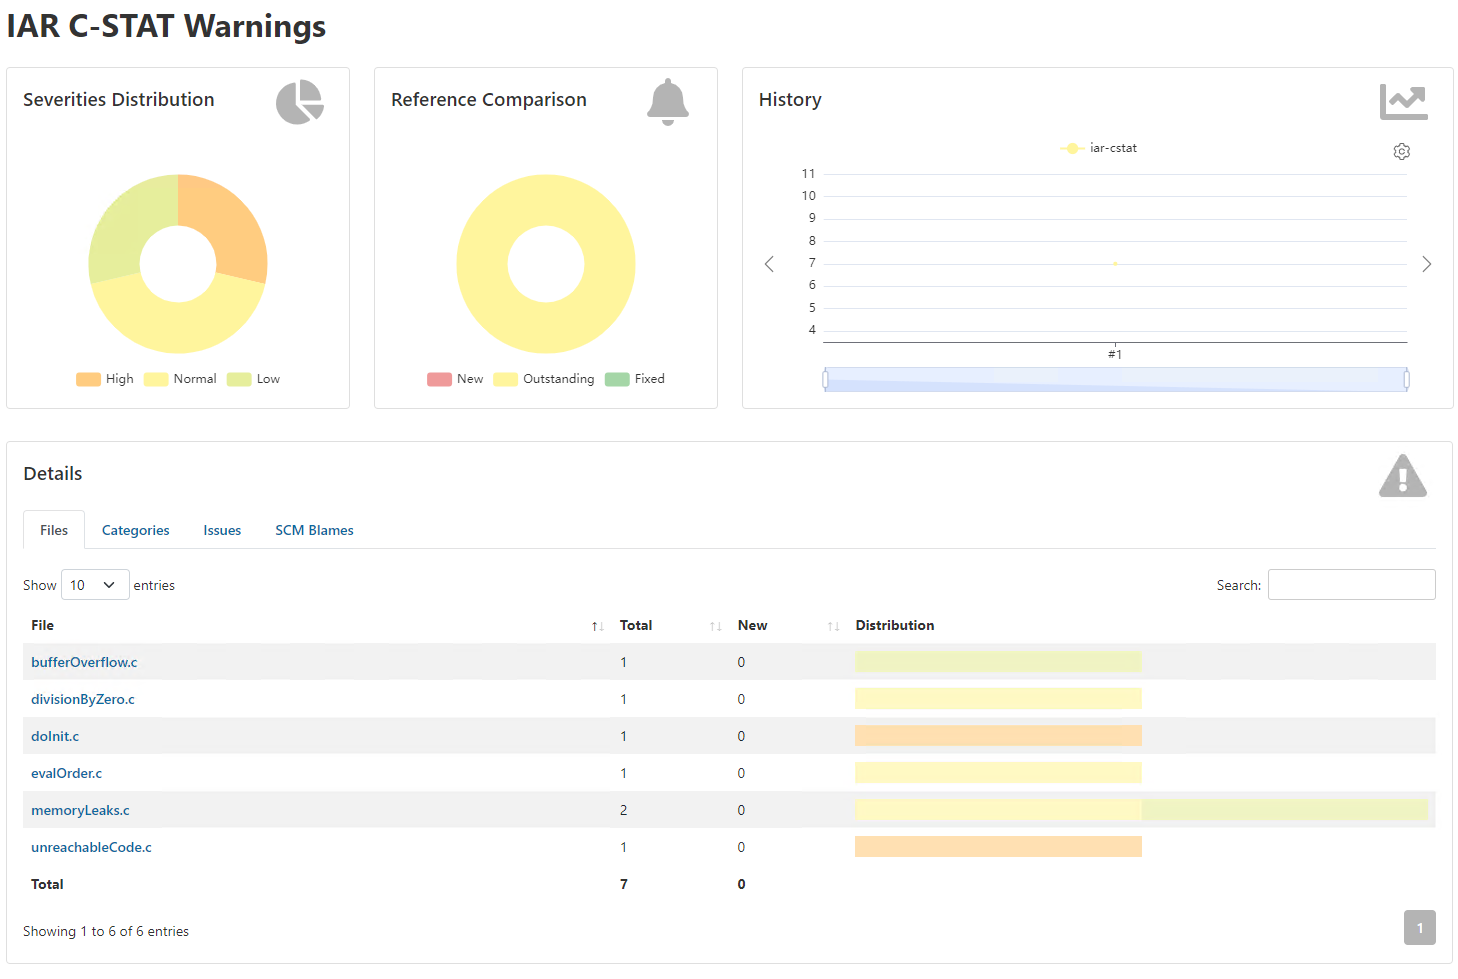 IAR C-STAT Warnings
Severities Distribution
High Normal Low
Reference Comparison
New Outstanding Fixed
History
iar-cstat
11
10
9
8
7
6
5
4
#1
Details
Files Categories Issues SCM Blames
Show 10 entries Search:
File Total New Distribution
bufferOverflow.c 1 0
divisionByZero.c 1 0
doInit.c 1 0
evalOrder.c 1 0
memoryLeaks.c 2 0
unreachableCode.c 1 0
Total 7 0
Showing 1 to 6 of 6 entries 1